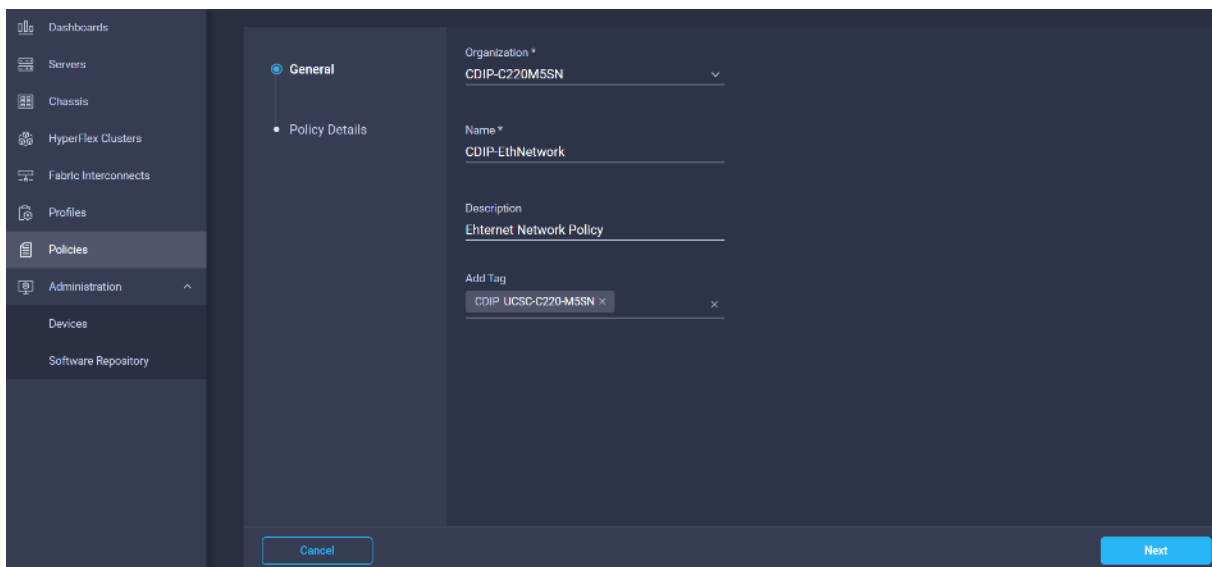 Dashboards
Servers
Chassis
HyperFlex Clusters
Fabric Interconnects
Profiles
Policies
Administration
Devices
Software Repository
General
Policy Details
Organization *
CDIP-C220M5SN
Name *
CDIP-EthNetwork
Description
Ehternet Network Policy
Add Tag
CDIP UCSC-C220-M5SN ×
Cancel
Next